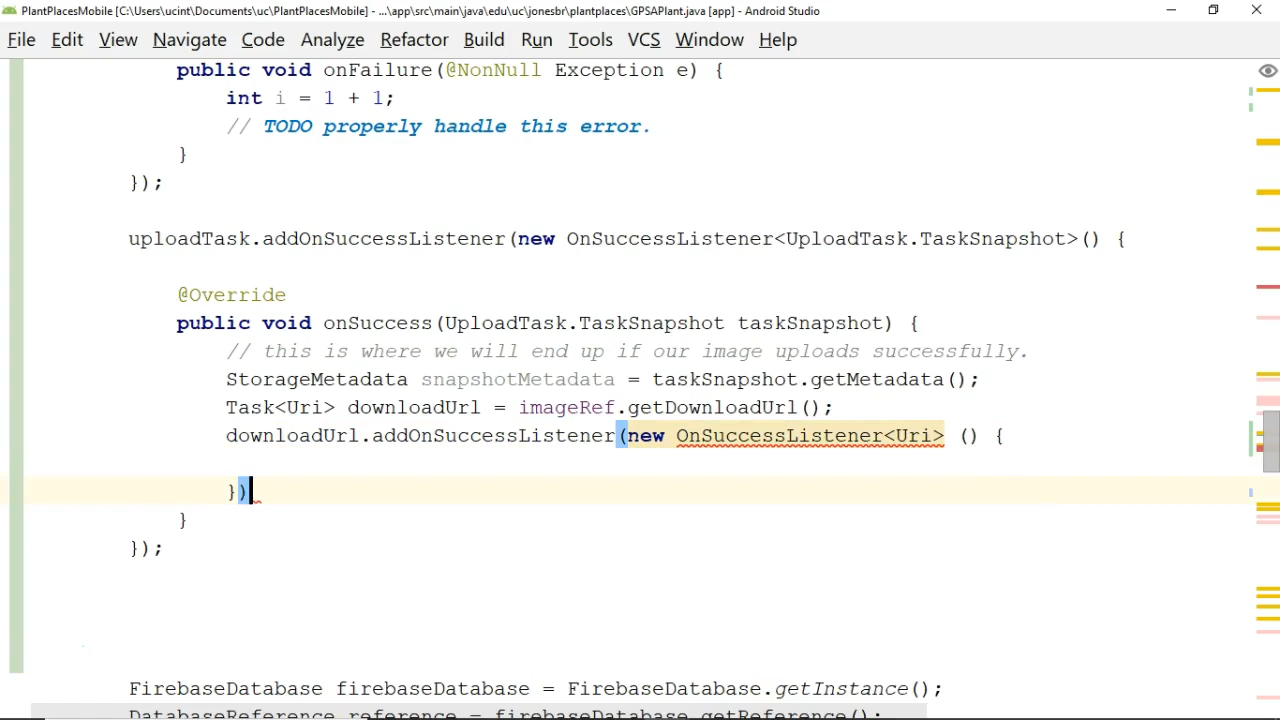 PlantPlacesMobile [C:\Users\ucint\Documents\uc\PlantPlacesMobile] - ...\app\src\main\java\edu\uc\jonesbr\plantplaces\GPSAPlant.java [app] - Android Studio
File Edit View Navigate Code Analyze Refactor Build Run Tools VCS Window Help
public void onFailure(@NonNull Exception e) {
int i = 1 + 1;
// TODO properly handle this error.
}
});
uploadTask.addOnSuccessListener(new OnSuccessListener<UploadTask.TaskSnapshot>() {
@Override
public void onSuccess(UploadTask.TaskSnapshot taskSnapshot) {
// this is where we will end up if our image uploads successfully.
StorageMetadata snapshotMetadata = taskSnapshot.getMetadata();
Task<Uri> downloadUrl = imageRef.getDownloadUrl();
downloadUrl.addOnSuccessListener(new OnSuccessListener<Uri> () {
})
}
});
FirebaseDatabase firebaseDatabase = FirebaseDatabase.getInstance();
DatabaseReference reference = firebaseDatabase.getReference();